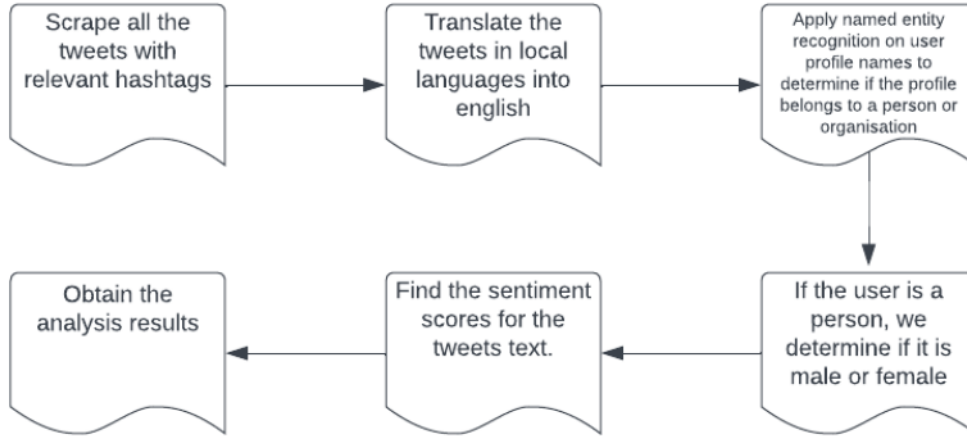 Scrape all the
tweets with
relevant hashtags
Translate the
tweets in local
languages into
english
Apply named entity
recognition on user
profile names to
determine if the profile
belongs to a person or
organisation
If the user is a
person, we
determine if it is
male or female
Find the sentiment
scores for the
tweets text.
Obtain the
analysis results